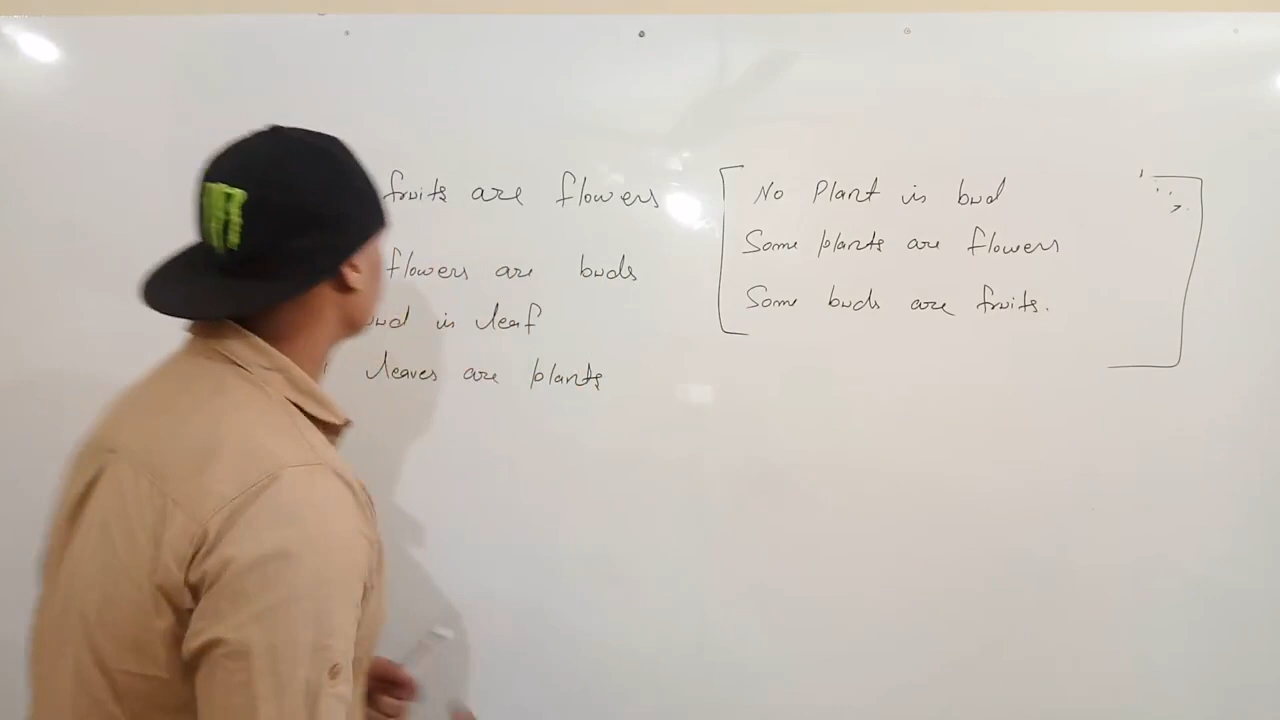 fruits are flowers
flowers are buds
is leaf
leaves are plants
No Plant is bud
Some plants are flowers
Some buds are fruits.